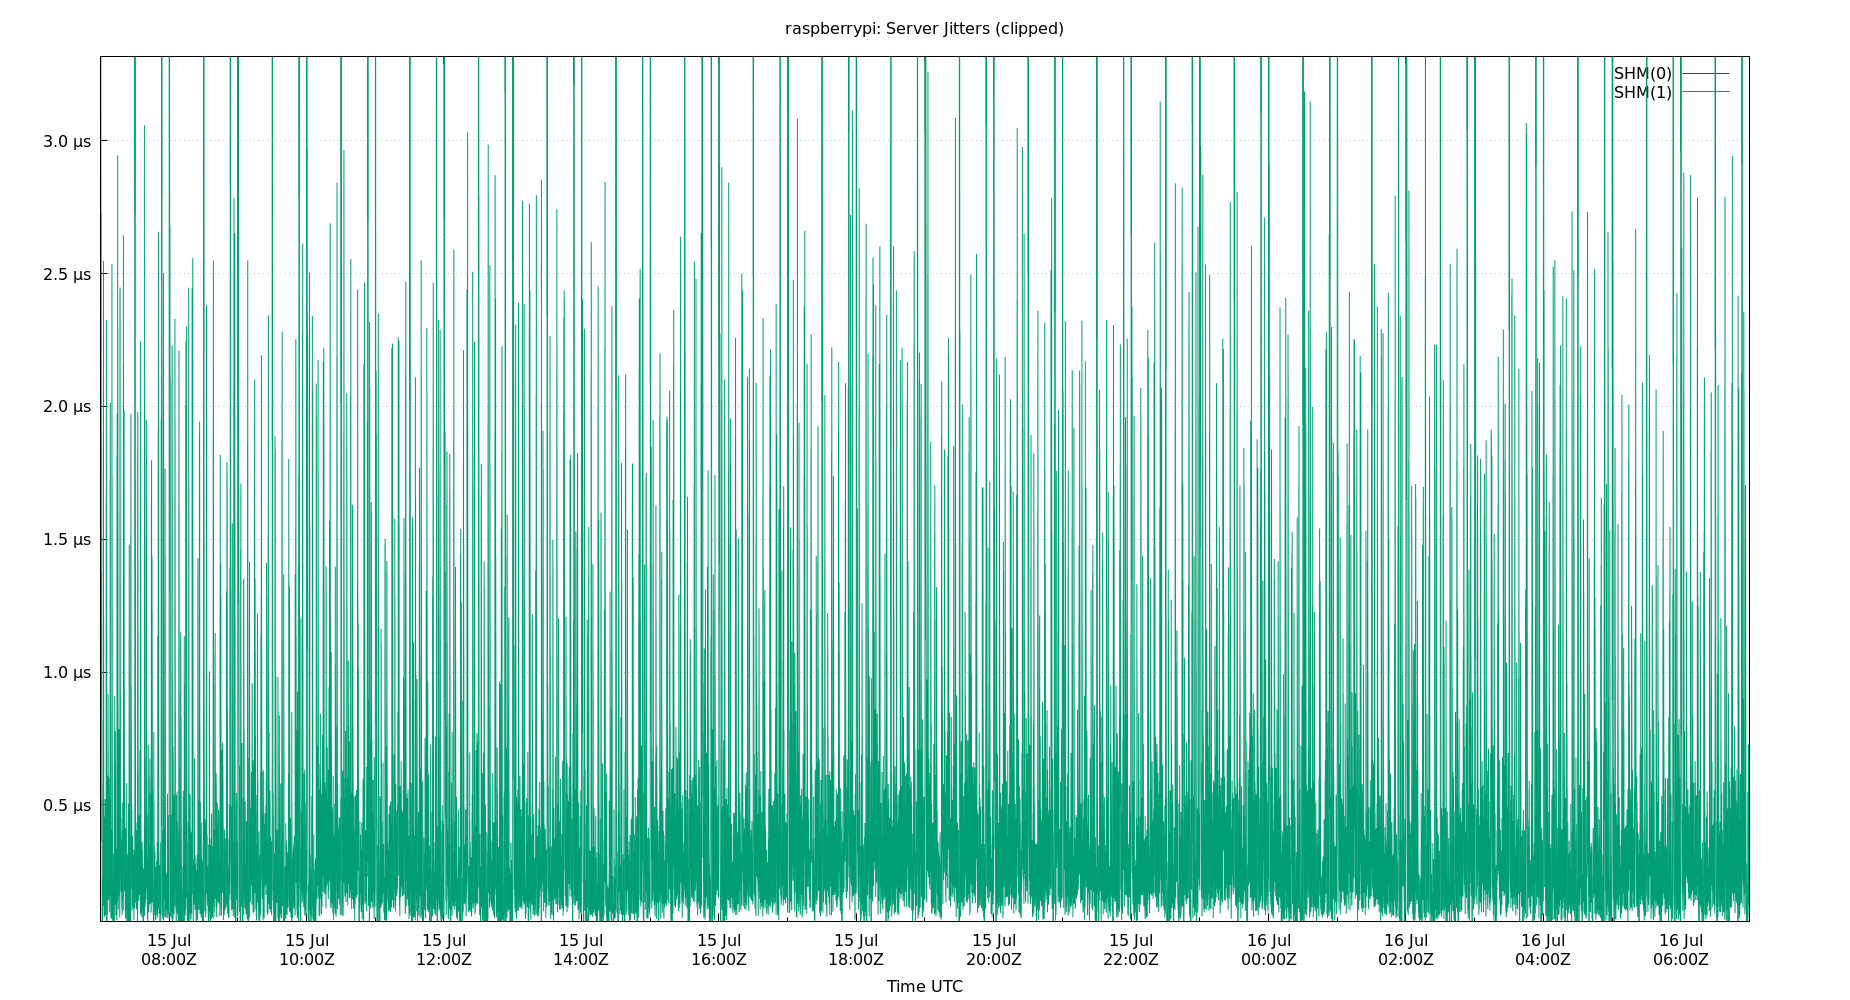 raspberrypi: Server Jitters (clipped)
SHM(0)
SHM(1)
3.0 µs
2.5 µs
2.0 µs
1.5 µs
1.0 µs
0.5 µs
15 Jul 15 Jul 15 Jul 15 Jul 15 Jul 15 Jul 15 Jul 15 Jul 16 Jul 16 Jul 16 Jul 16 Jul
08:00Z 10:00Z 12:00Z 14:00Z 16:00Z 18:00Z 20:00Z 22:00Z 00:00Z 02:00Z 04:00Z 06:00Z
Time UTC